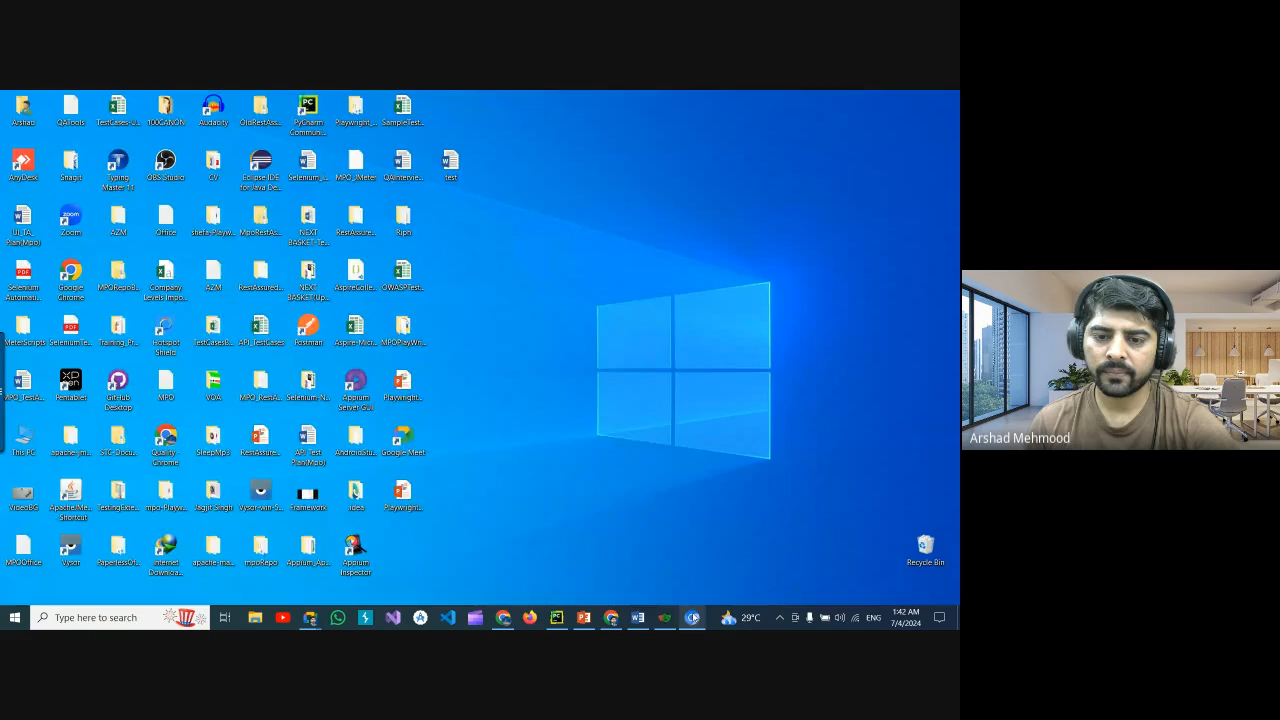 Arshad
QATools
TestCases-U...
100CANON
Audacity
OldRestAss...
PyCharm
Communi...
Playwright_...
SampleTest...
AnyDesk
Snagit
Typing
Master 11
OBS Studio
CV
Eclipse IDE
for Java De...
Selenium_...
MPO_JMeter
QAIntervie...
test
UI_TA_
Plan(Mpo)
Zoom
AZM
Office
shefa-Playw...
MpoRestAs...
NEXT
BASKET-Te...
RestAssure...
Riph
Selenium
Automati...
Google
Chrome
MPORepoB...
Company
Levels Impo...
AZM
RestAssured...
NEXT
BASKET(Up...
AspireColle...
OWASPTest...
MeterScripts
SeleniumTe...
Training_Pr...
Hotspot
Shield
TestCasesB...
API_TestCases
Postman
Aspire-Micr...
MPOPlayWri...
MPO_TestA...
Pentablet
GitHub
Desktop
MPO
VOA
MPO_RestA...
Selenium-N...
Appium
Server GUI
Playwright...
This PC
apache-jm...
STC-Docu...
Quality -
Chrome
SleepMp3
RestAssure...
API Test
Plan(Mpo)
AndroidStu...
Google Meet
VideoBG
ApacheJMe...
- Shortcut
TestingExte...
mpo-Playw...
Jagjit Singh
Vysor-win-5...
Framework
.idea
Playwright...
MPOOffice
Vysor
PaperlessOf...
Internet
Downloa...
apache-ma...
mpoRepo
Appium_Ap...
Appium
Inspector
Recycle Bin
Arshad Mehmood
Type here to search
29°C
ENG
1:42 AM
7/4/2024